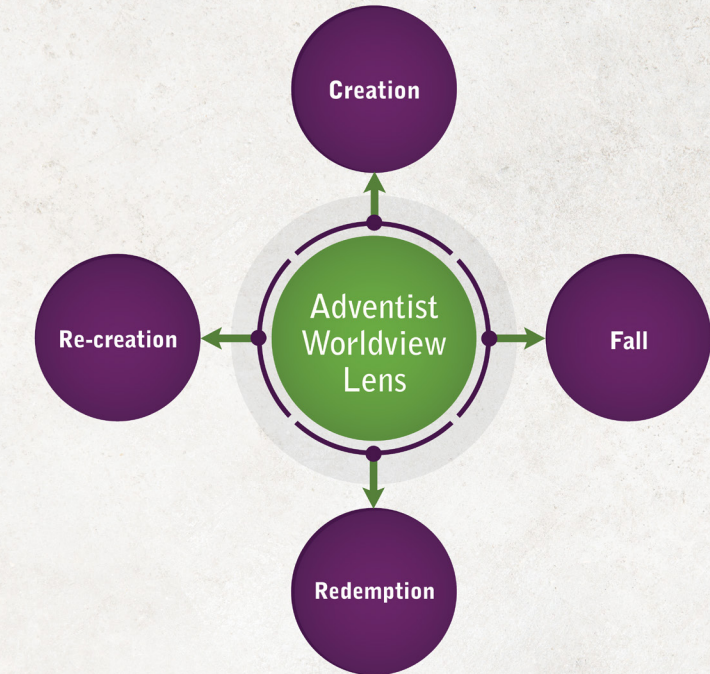 Creation
Adventist
Worldview
Lens
Re-creation
Fall
Redemption